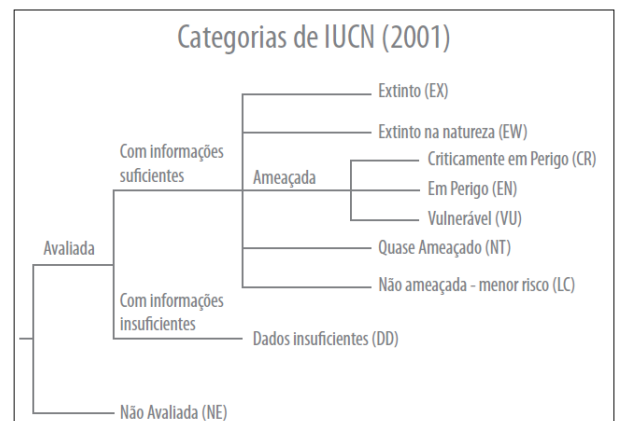 Categorias de IUCN (2001)
Extinto (EX)
Extinto na natureza (EW)
Com informações
suficientes
Ameaçada
Criticamente em Perigo (CR)
Em Perigo (EN)
Vulnerável (VU)
Avaliada
Quase Ameaçado (NT)
Não ameaçada - menor risco (LC)
Com informações
insuficientes
Dados insuficientes (DD)
Não Avaliada (NE)